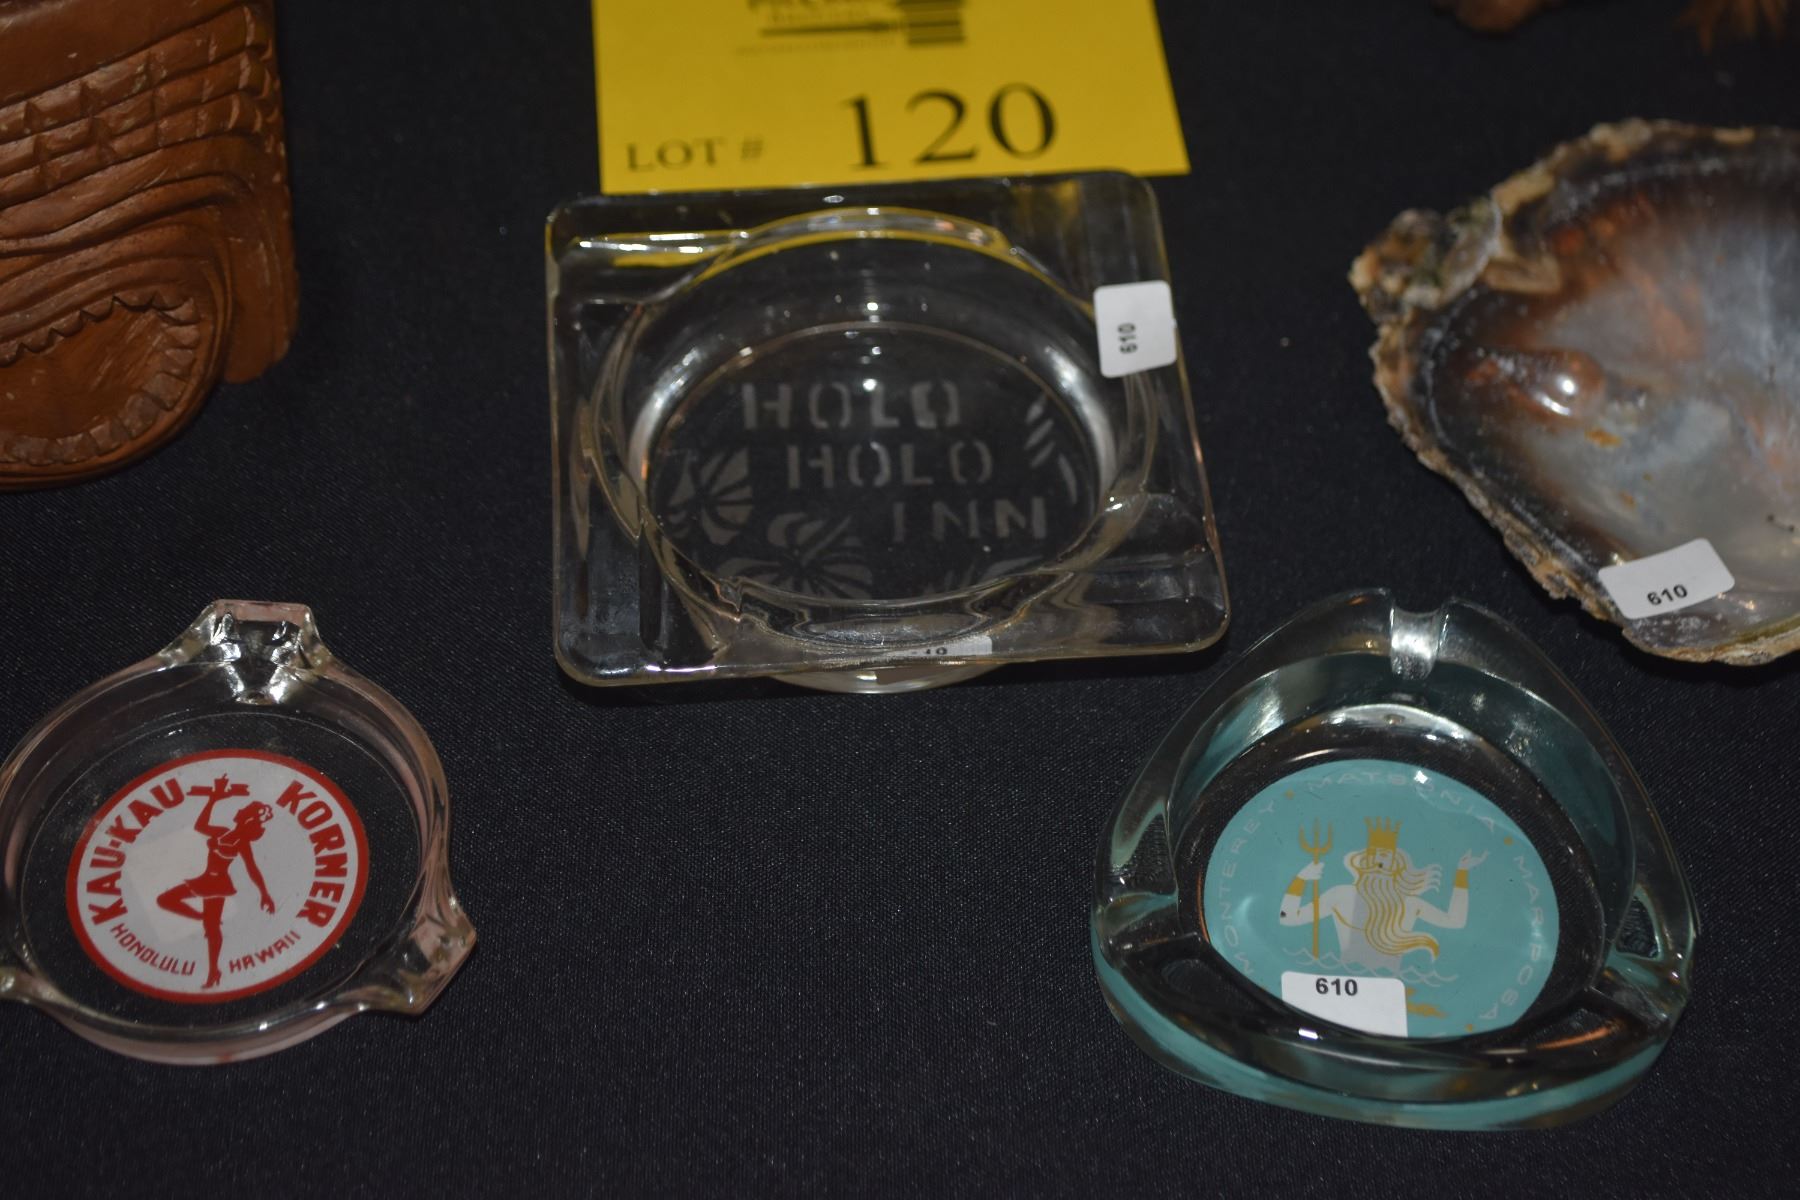 LOT # 120
610
HOLO
HOLO
INN
610
KAU-KAU KORNER
HONOLULU HAWAII
MONTEREY • MATSONIA • MARIPOSA
610